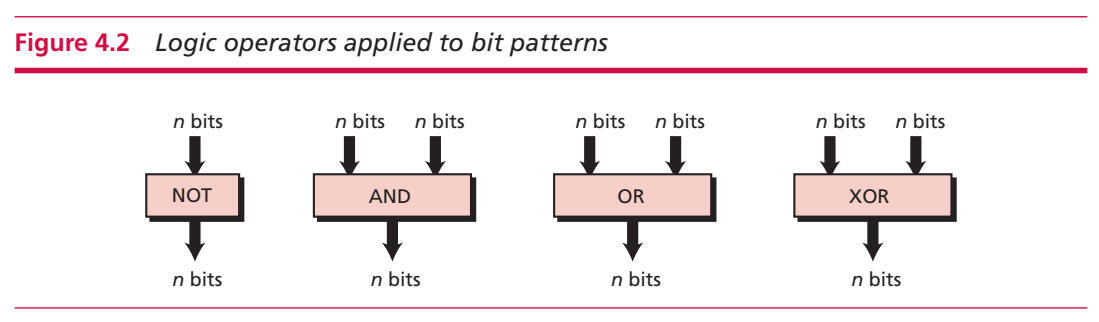 Figure 4.2 Logic operators applied to bit patterns
n bits n bits n bits n bits n bits n bits n bits
NOT AND OR XOR
n bits n bits n bits n bits